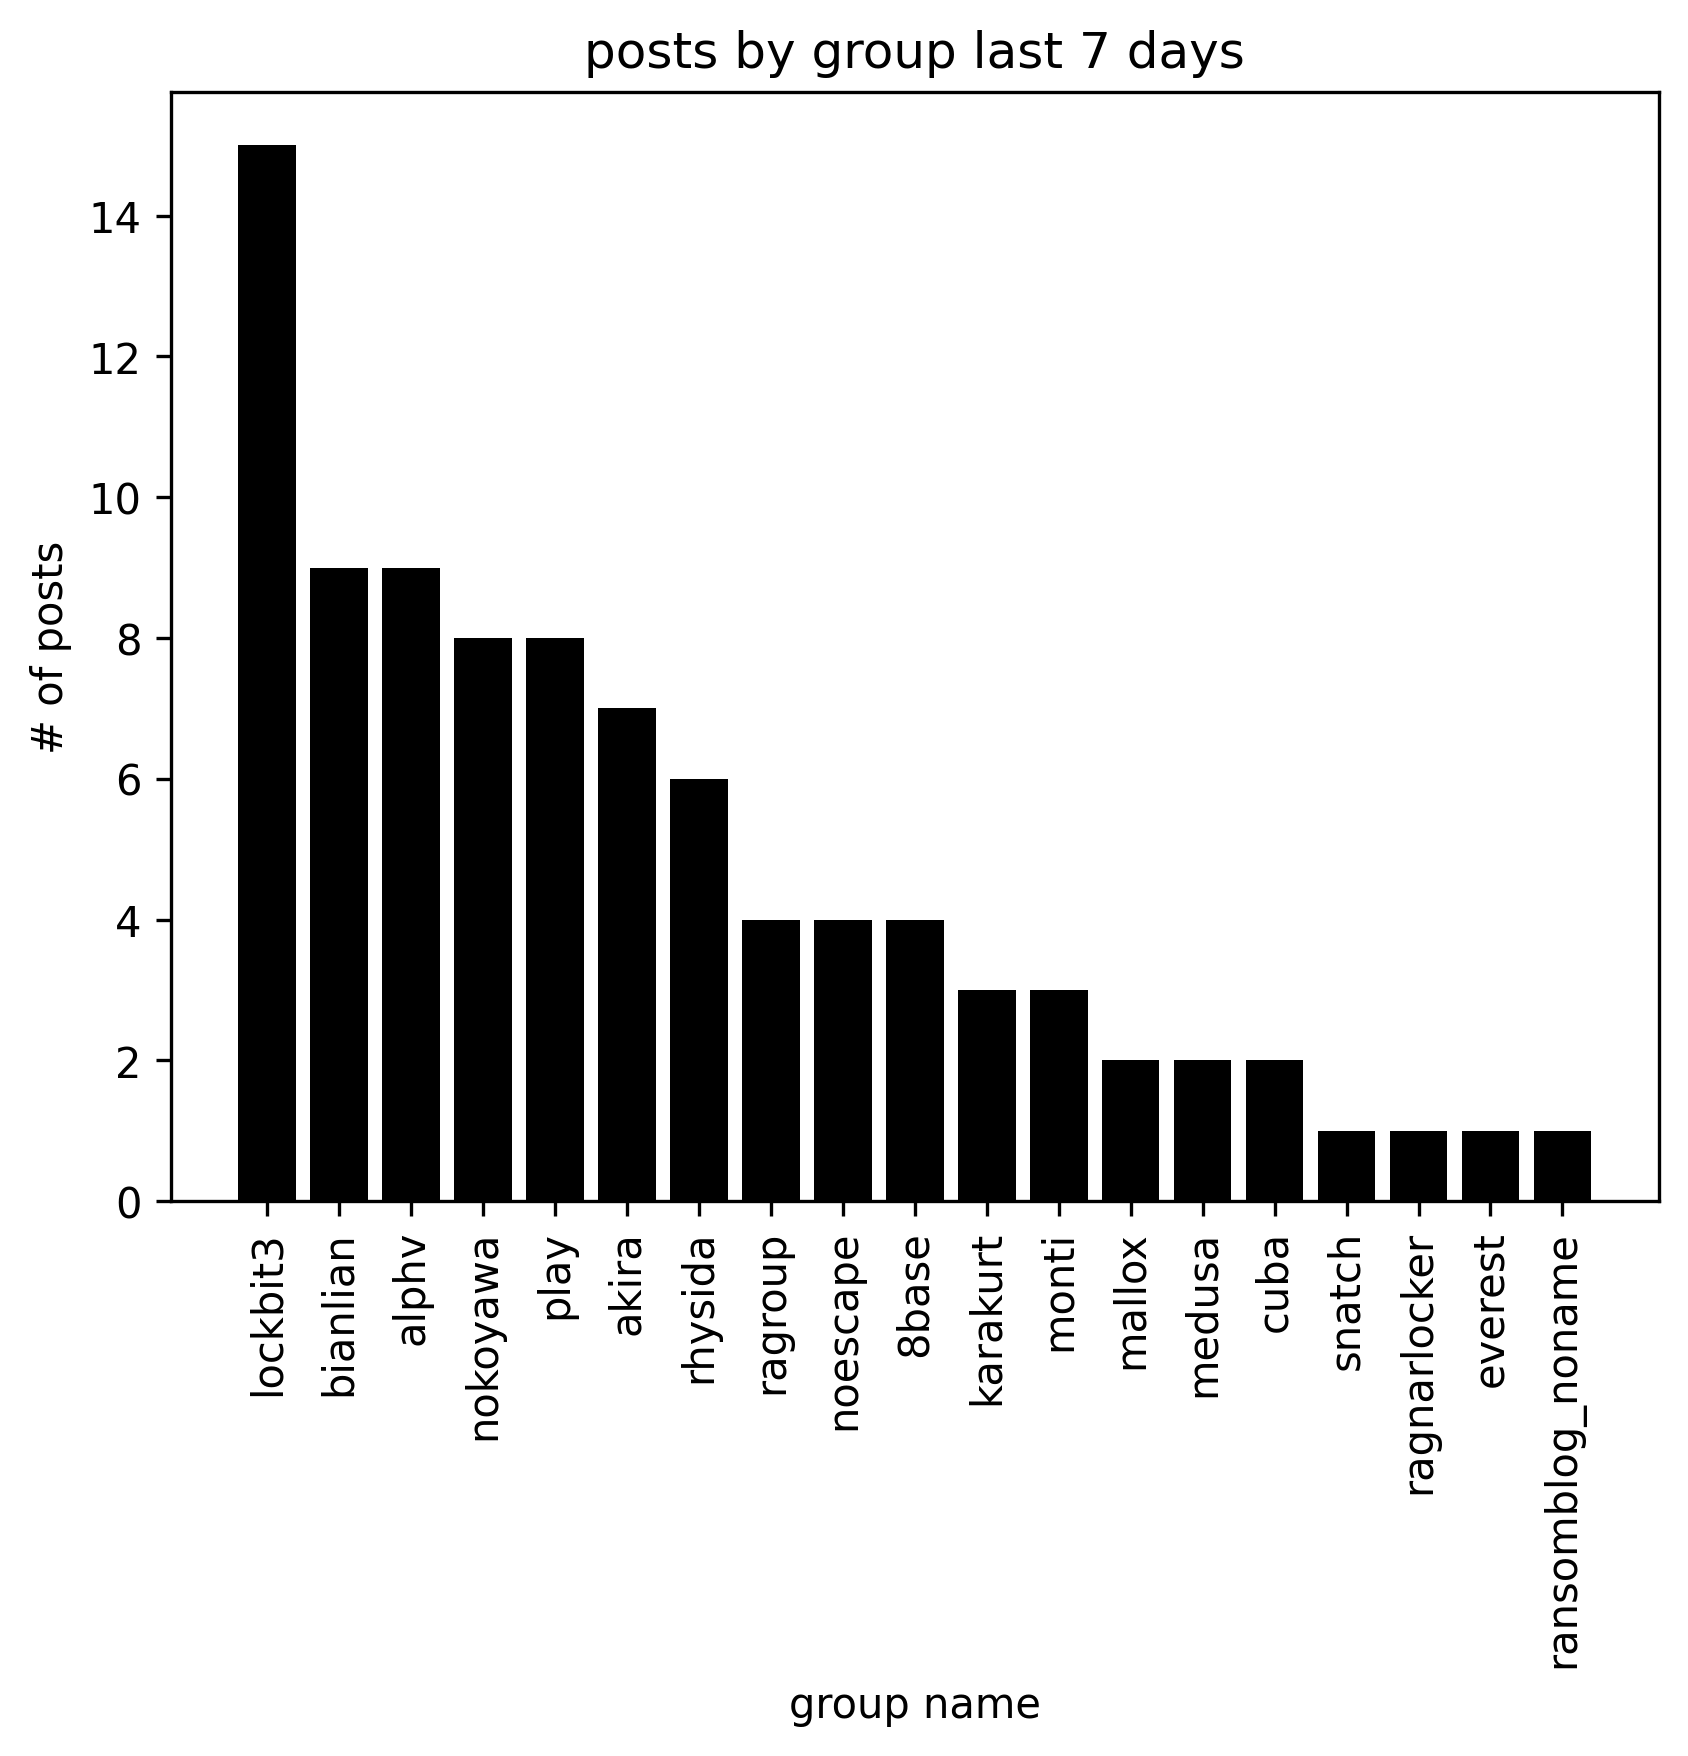 posts by group last 7 days
# of posts
14
12
10
8
6
4
2
0
lockbit3
bianlian
alphv
nokoyawa
play
akira
rhysida
ragroup
noescape
8base
karakurt
monti
mallox
medusa
cuba
snatch
ragnarlocker
everest
ransomblog_noname
group name